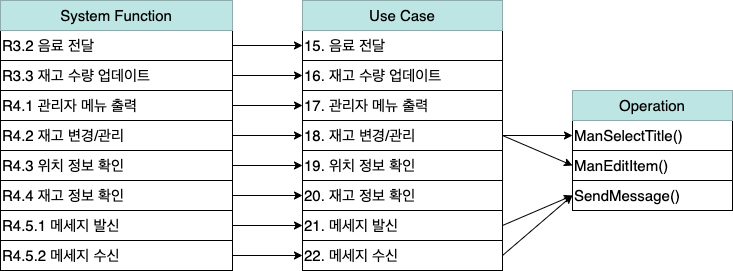 System Function
R3.2 음료 전달
R3.3 재고 수량 업데이트
R4.1 관리자 메뉴 출력
R4.2 재고 변경/관리
R4.3 위치 정보 확인
R4.4 재고 정보 확인
R4.5.1 메세지 발신
R4.5.2 메세지 수신
Use Case
15. 음료 전달
16. 재고 수량 업데이트
17. 관리자 메뉴 출력
18. 재고 변경/관리
19. 위치 정보 확인
20. 재고 정보 확인
21. 메세지 발신
22. 메세지 수신
Operation
ManSelectTitle()
ManEditItem()
SendMessage()